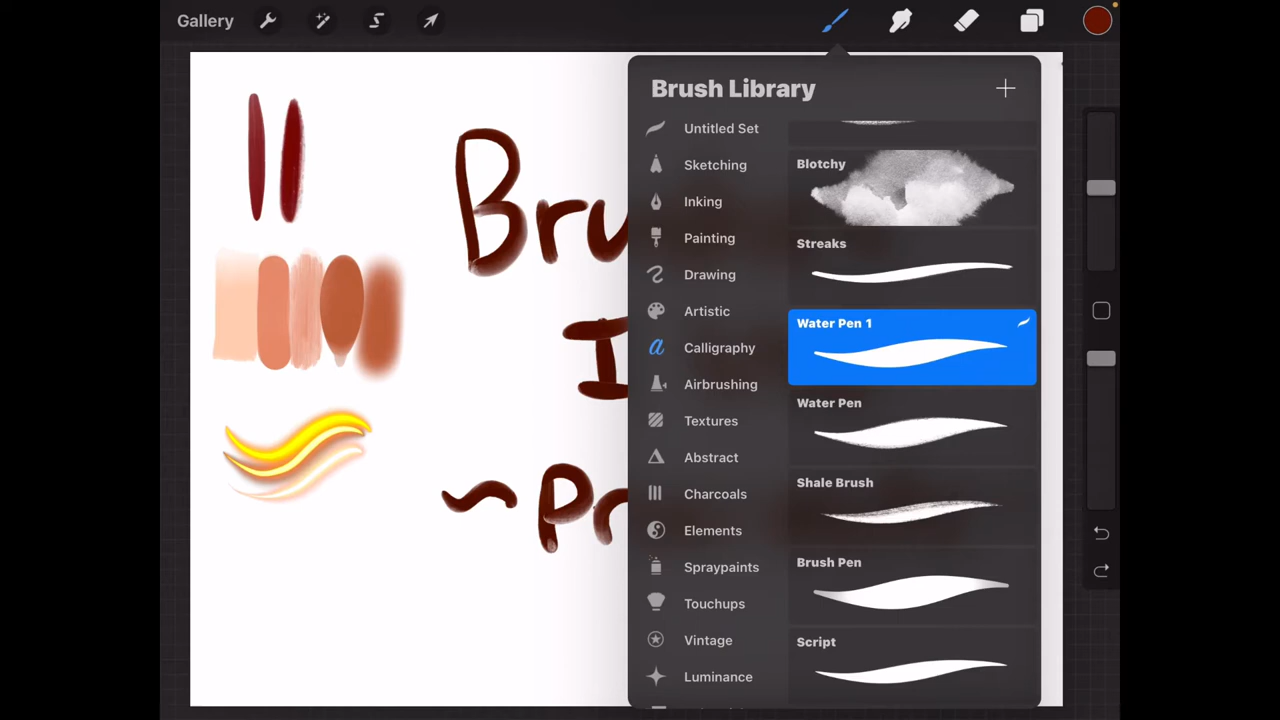 Gallery
Brush Library
Untitled Set
Sketching
Inking
Painting
Drawing
Artistic
Calligraphy
Airbrushing
Textures
Abstract
Charcoals
Elements
Spraypaints
Touchups
Vintage
Luminance
Blotchy
Streaks
Water Pen 1
Water Pen
Shale Brush
Brush Pen
Script
Bru
I
~Pr